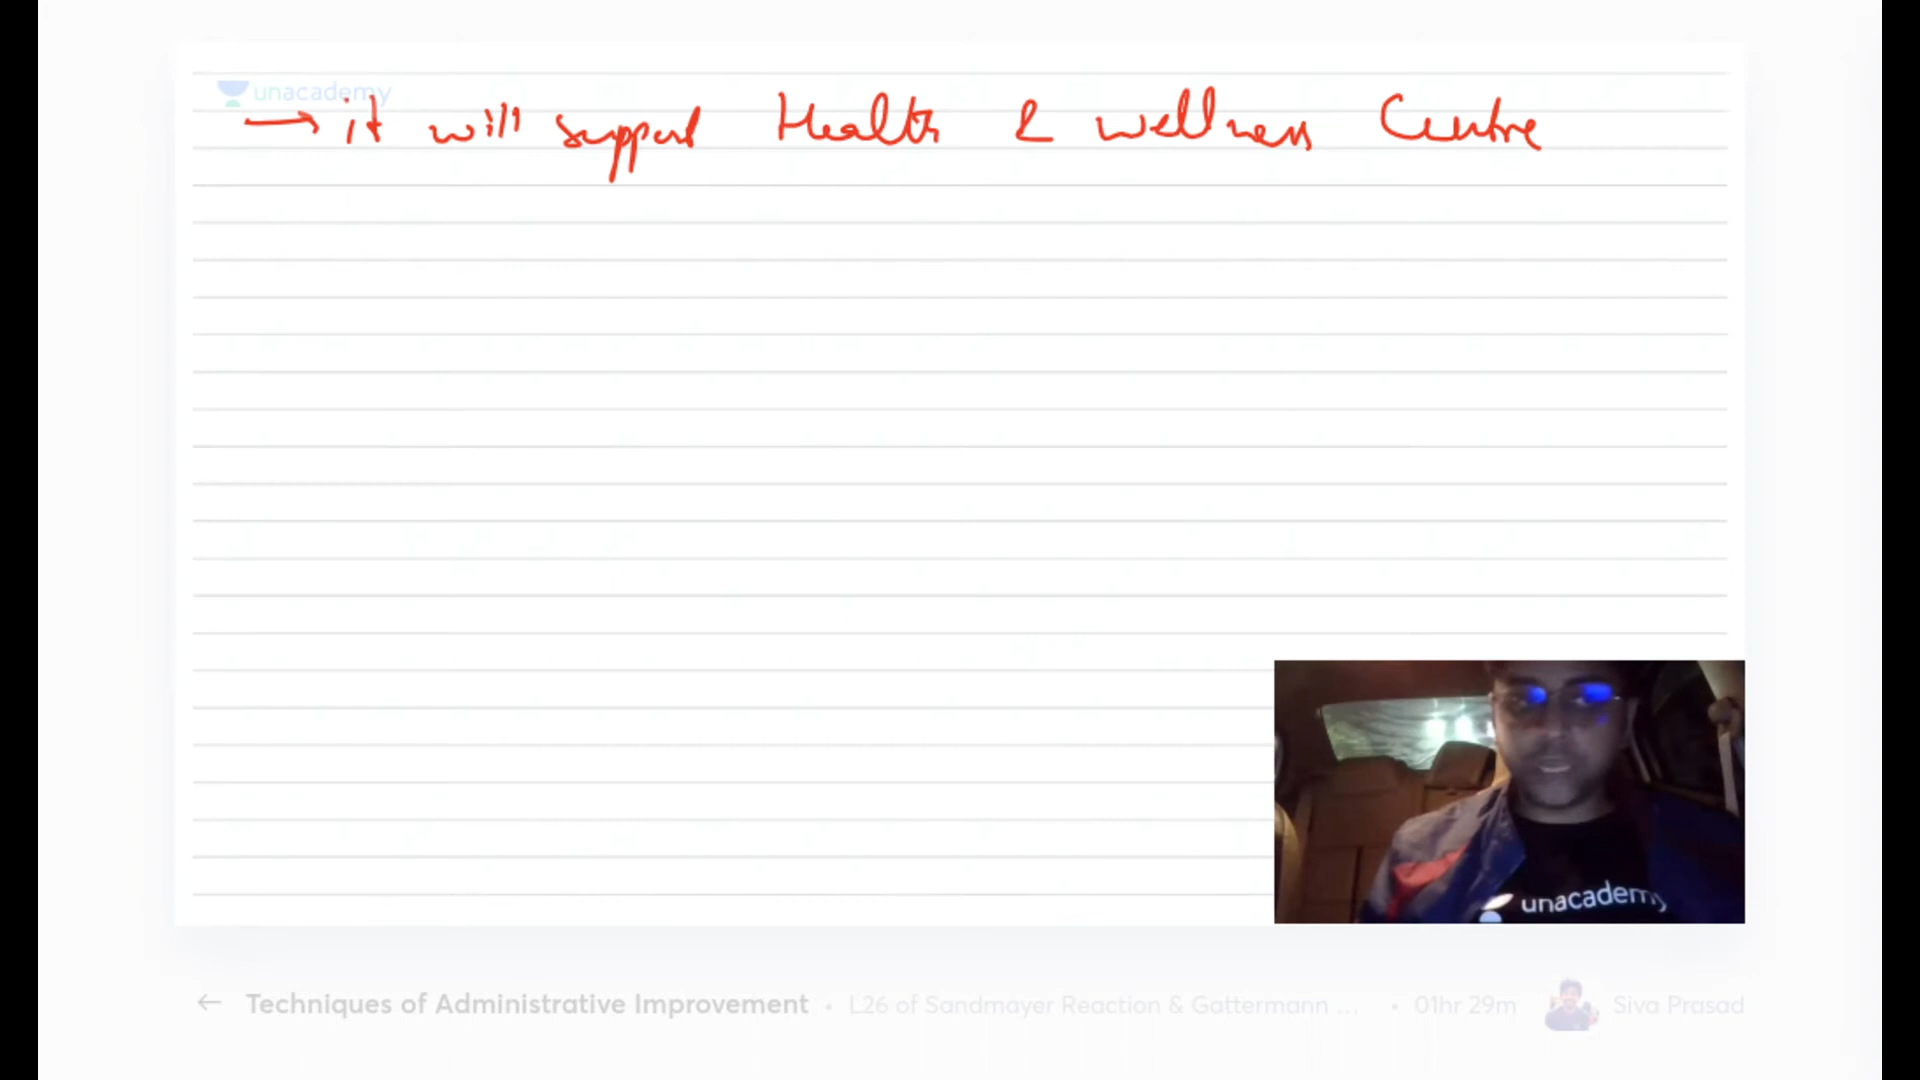 unacademy
→ it will support Health & wellness Centre
unacademy
← Techniques of Administrative Improvement • L26 of Sandmayer Reaction & Gattermann ... • 01hr 29m Siva Prasad